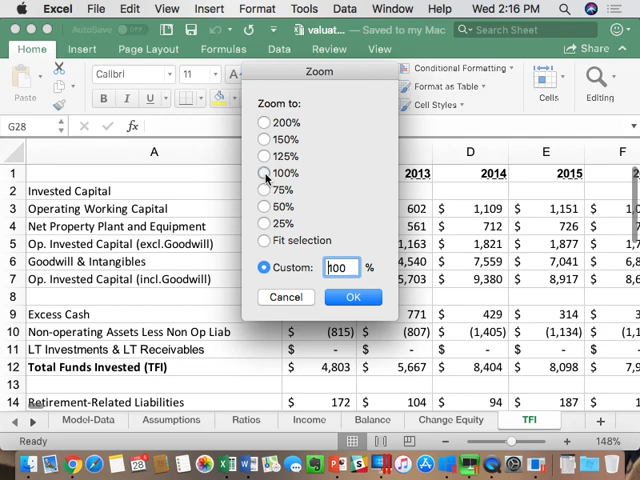 Excel File Edit View Insert Format Tools Data Window Help Wed 2:16 PM
AutoSave OFF valuat... — Saved to my Mac Search Sheet
Home Insert Page Layout Formulas Data Review View Share
Paste Calibri 11 A Conditional Formatting
Format as Table
Cell Styles
Cells Editing
B I U
G28 fx
Zoom
Zoom to:
200%
150%
125%
100%
75%
50%
25%
Fit selection
Custom: 100 %
Cancel OK
A D E F
1 2013 2014 2015
2 Invested Capital
3 Operating Working Capital 602 $ 1,109 $ 1,151 $
4 Net Property Plant and Equipment 561 $ 712 $ 726 $
5 Op. Invested Capital (excl.Goodwill) 1,163 $ 1,821 $ 1,877 $
6 Goodwill & Intangibles 4,540 $ 7,559 $ 7,041 $
7 Op. Invested Capital (incl.Goodwill) 5,703 $ 9,380 $ 8,917 $
8
9 Excess Cash 771 $ 429 $ 314 $
10 Non-operating Assets Less Non Op Liab $ (815) $ (807) $ (1,405) $ (1,134) $
11 LT Investments & LT Receivables $ - $ - $ - $ - $
12 Total Funds Invested (TFI) $ 4,803 $ 5,667 $ 8,404 $ 8,098 $
13
14 Retirement-Related Liabilities $ 172 $ 104 $ 94 $ 187 $
Model-Data Assumptions Ratios Income Balance Change Equity TFI +
Ready 148%
28